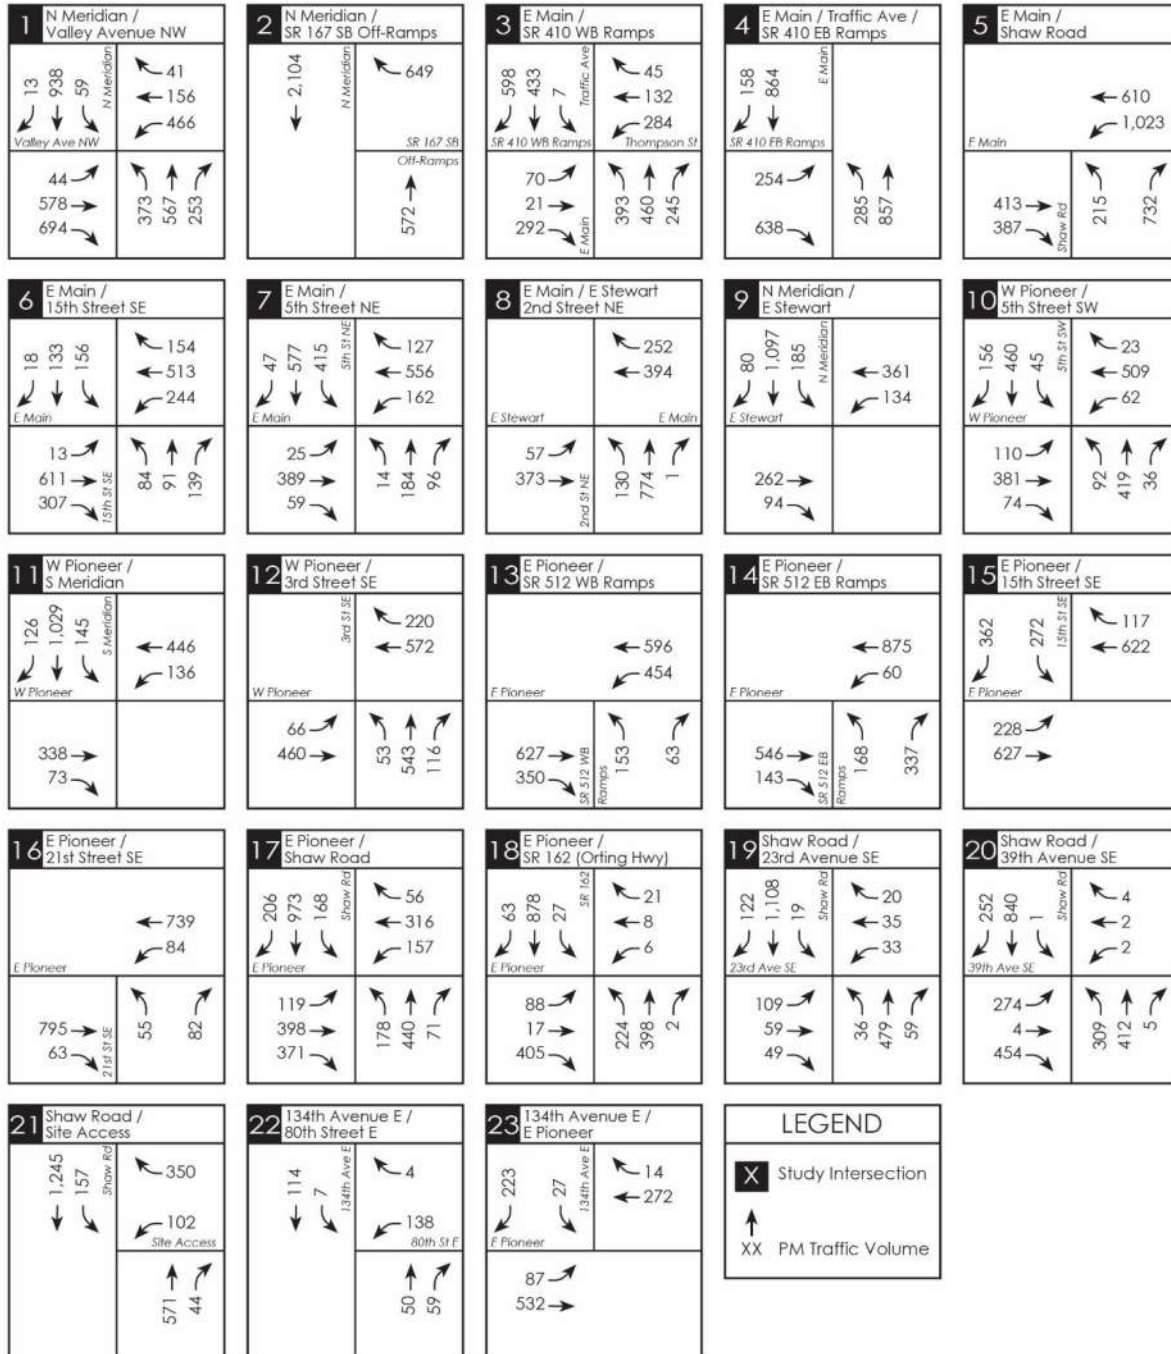 1 N Meridian /
Valley Avenue NW
13 938 59
N Meridian
41
156
466
Valley Ave NW
44
578
694
373 567 253
2 N Meridian /
SR 167 SB Off-Ramps
2,104
N Meridian
649
SR 167 SB
Off-Ramps
572
3 E Main /
SR 410 WB Ramps
598 433 7
Traffic Ave
45
132
284
SR 410 WB Ramps
Thompson St
70
21
292
E Main
393 460 245
4 E Main / Traffic Ave /
SR 410 EB Ramps
158 864
E Main
SR 410 EB Ramps
254
638
285 857
5 E Main /
Shaw Road
610
1,023
E Main
413
387
Shaw Rd
215 732
6 E Main /
15th Street SE
18 133 156
154
513
244
E Main
13
611
307
15th St SE
84 91 139
7 E Main /
5th Street NE
47 577 415
5th St NE
127
556
162
E Main
25
389
59
14 184 96
8 E Main / E Stewart
2nd Street NE
252
394
E Stewart
E Main
57
373
2nd St NE
130 774 1
9 N Meridian /
E Stewart
80 1,097 185
N Meridian
361
134
E Stewart
262
94
10 W Pioneer /
5th Street SW
156 460 45
5th St SW
23
509
62
W Pioneer
110
381
74
92 419 36
11 W Pioneer /
S Meridian
126 1,029 145
S Meridian
446
136
W Pioneer
338
73
12 W Pioneer /
3rd Street SE
3rd St SE
220
572
W Pioneer
66
460
53 543 116
13 E Pioneer /
SR 512 WB Ramps
596
454
E Pioneer
627
350
SR 512 WB
Ramps
153 63
14 E Pioneer /
SR 512 EB Ramps
875
60
E Pioneer
546
143
SR 512 EB
Ramps
168 337
15 E Pioneer /
15th Street SE
362 272
15th St SE
117
622
E Pioneer
228
627
16 E Pioneer /
21st Street SE
739
84
E Pioneer
795
63
21st St SE
55 82
17 E Pioneer /
Shaw Road
206 973 168
Shaw Rd
56
316
157
E Pioneer
119
398
371
178 440 71
18 E Pioneer /
SR 162 (Orting Hwy)
63 878 27
SR 162
21
8
6
E Pioneer
88
17
405
224 398 2
19 Shaw Road /
23rd Avenue SE
122 1,108 19
Shaw Rd
20
35
33
23rd Ave SE
109
59
49
36 479 59
20 Shaw Road /
39th Avenue SE
252 840 1
Shaw Rd
4
2
2
39th Ave SE
274
4
454
309 412 5
21 Shaw Road /
Site Access
1,245 157
Shaw Rd
350
102
Site Access
571 44
22 134th Avenue E /
80th Street E
114 7
134th Ave E
4
138
80th St E
50 59
23 134th Avenue E /
E Pioneer
223 27
134th Ave E
14
272
E Pioneer
87
532
LEGEND
X Study Intersection
XX PM Traffic Volume